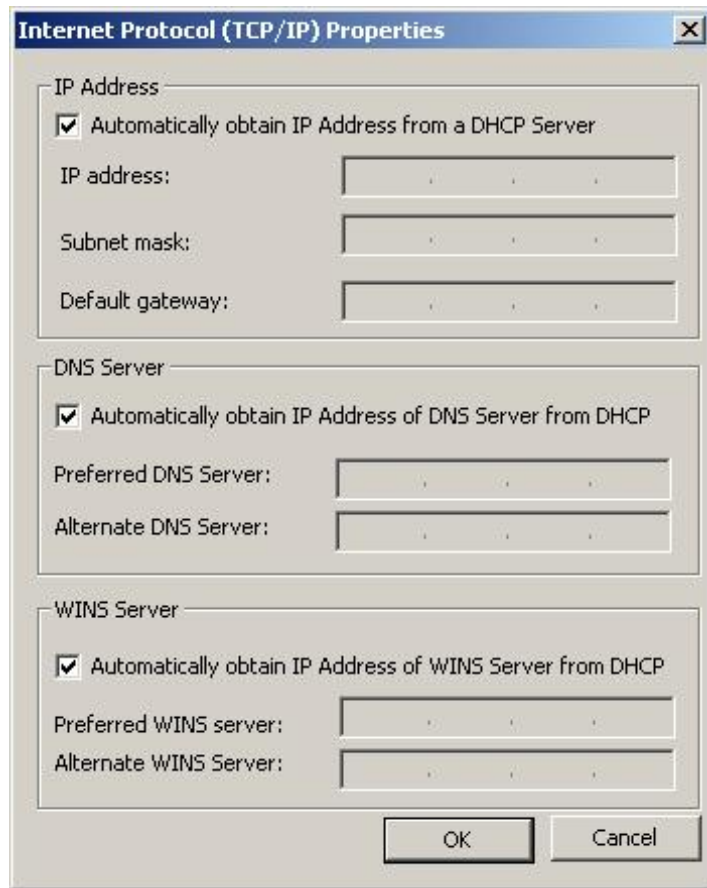 Internet Protocol (TCP/IP) Properties
IP Address
Automatically obtain IP Address from a DHCP Server
IP address:
Subnet mask:
Default gateway:
DNS Server
Automatically obtain IP Address of DNS Server from DHCP
Preferred DNS Server:
Alternate DNS Server:
WINS Server
Automatically obtain IP Address of WINS Server from DHCP
Preferred WINS server:
Alternate WINS Server:
OK Cancel